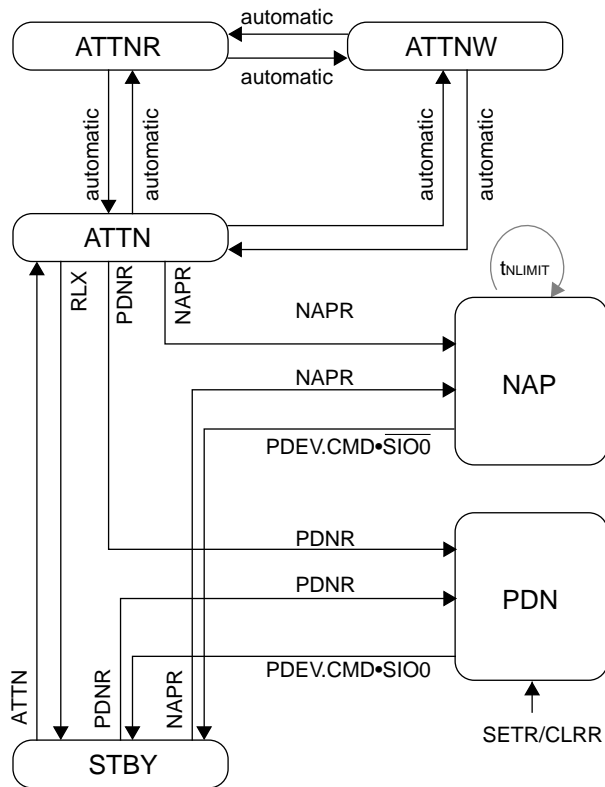 automatic
ATTNR
ATTNW
automatic
automatic
automatic
automatic
automatic
ATTN
tNLIMIT
RLX
PDNR
NAPR
NAPR
NAPR
NAP
PDEV.CMD•S̅I̅O̅0̅
PDNR
PDNR
PDN
PDEV.CMD•SIO0
ATTN
PDNR
NAPR
SETR/CLRR
STBY